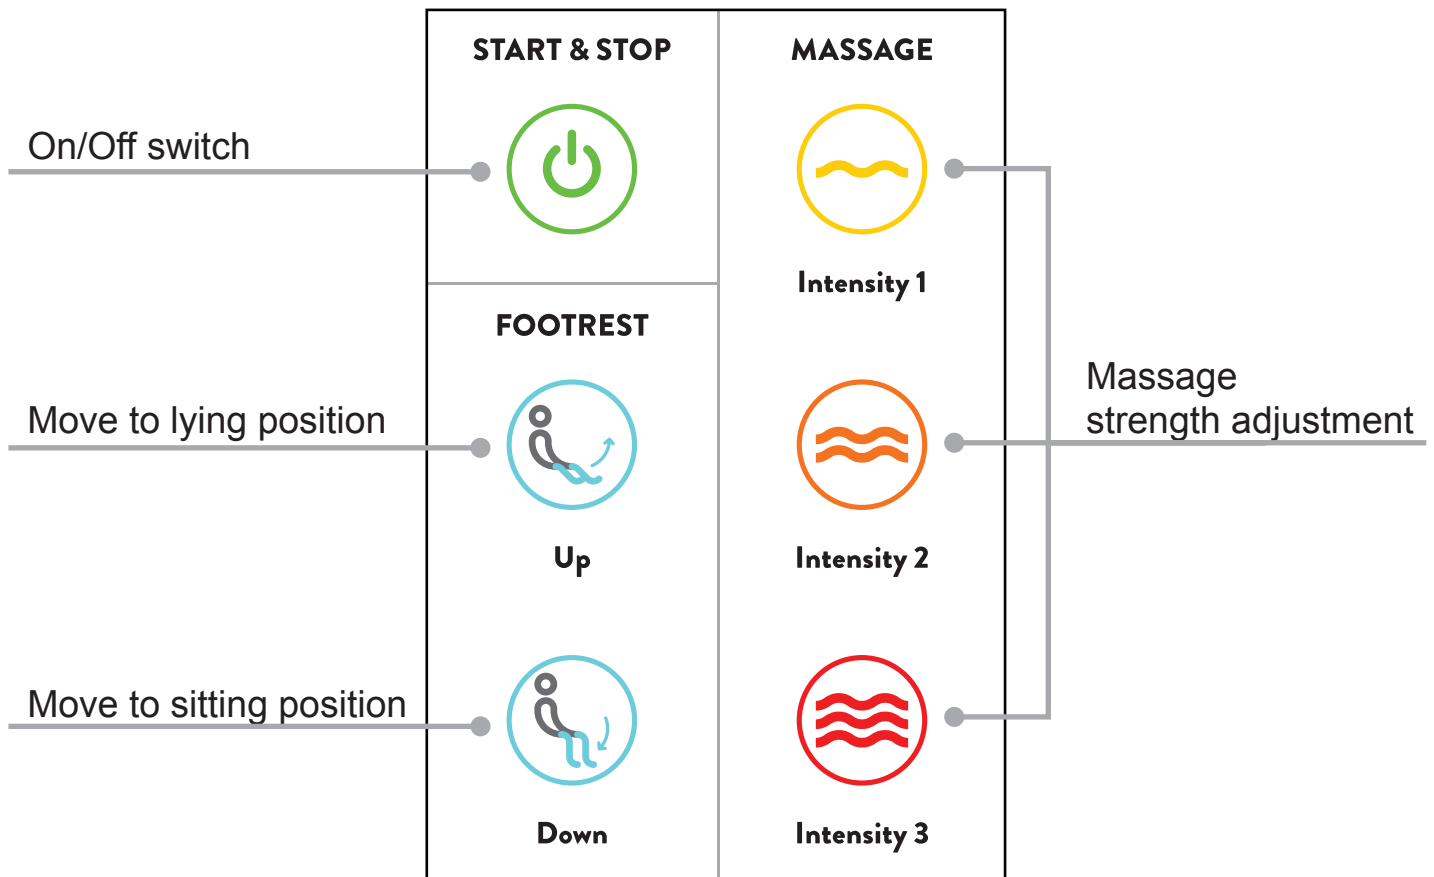 START & STOP
MASSAGE
On/Off switch
Intensity 1
FOOTREST
Massage
strength adjustment
Move to lying position
Up
Intensity 2
Move to sitting position
Down
Intensity 3